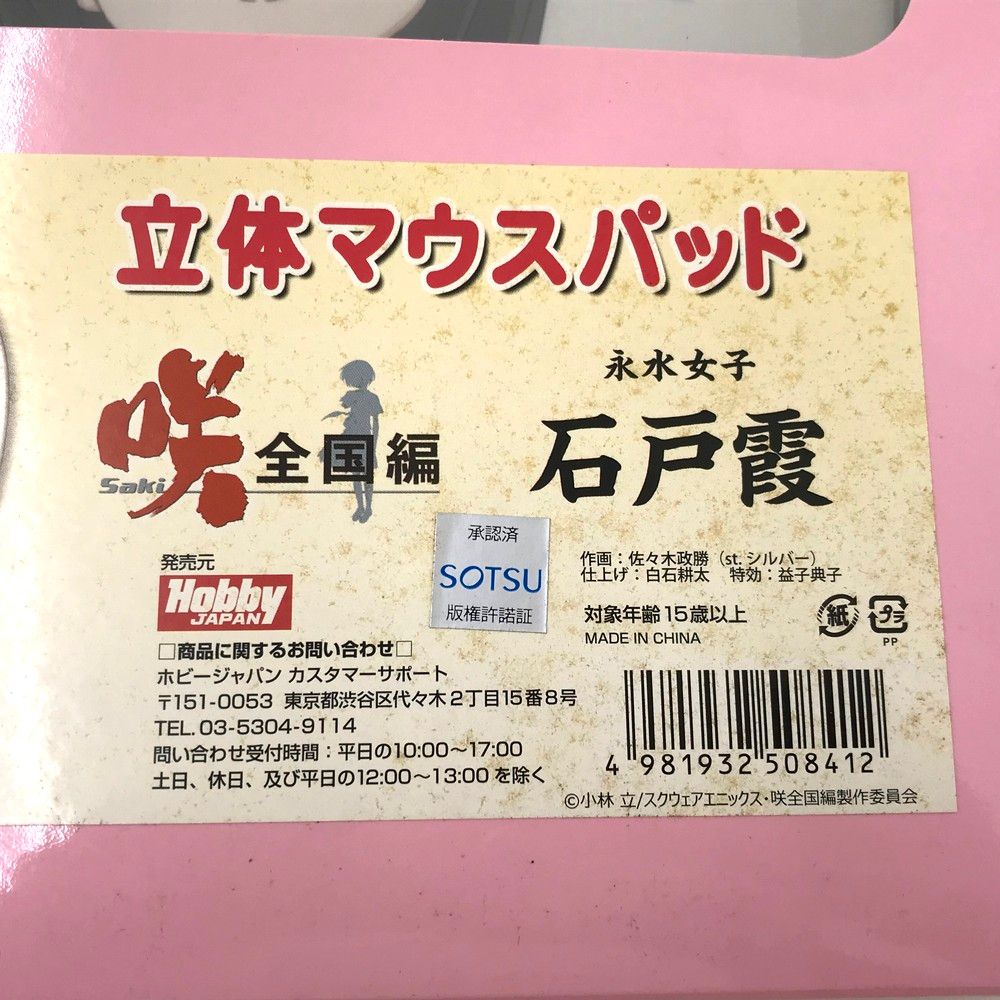 立体マウスパッド
咲
Saki
全国編
永水女子
石戸霞
発売元
Hobby
JAPAN
承認済
SOTSU
版権許諾証
作画：佐々木政勝（st.シルバー）
仕上げ：白石耕太　特効：益子典子
対象年齢15歳以上
MADE IN CHINA
紙
プラ
PP
□商品に関するお問い合わせ□
ホビージャパン カスタマーサポート
〒151-0053 東京都渋谷区代々木2丁目15番8号
TEL. 03-5304-9114
問い合わせ受付時間：平日の10:00～17:00
土日、休日、及び平日の12:00～13:00を除く
4 981932 508412
©小林 立/スクウェアエニックス・咲全国編製作委員会